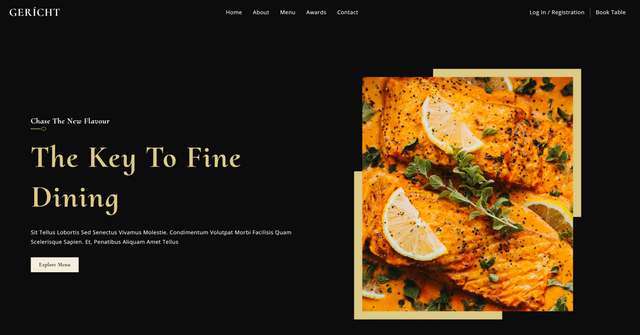 GERÍCHT
Home About Menu Awards Contact
Log In / Registration Book Table
Chase The New Flavour
The Key To Fine
Dining
Sit Tellus Lobortis Sed Senectus Vivamus Molestie. Condimentum Volutpat Morbi Facilisis Quam
Scelerisque Sapien. Et, Penatibus Aliquam Amet Tellus
Explore Menu